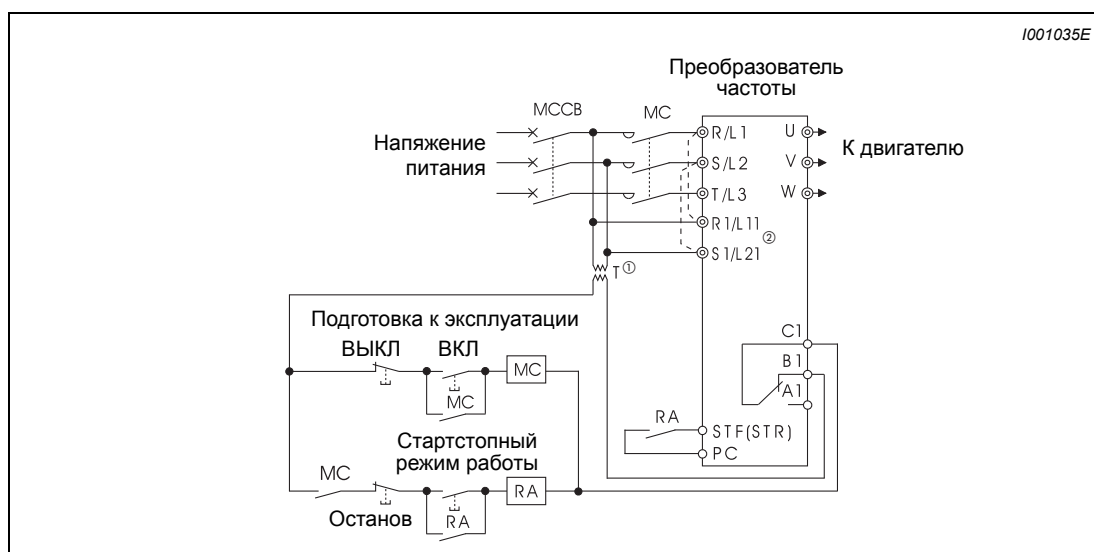 I001035E
Преобразователь
частоты
MCCB
MC
Напряжение
питания
R/L1
U
К двигателю
S/L2
V
T/L3
W
R1/L11
②
S1/L21
T①
Подготовка к эксплуатации
ВЫКЛ
ВКЛ
MC
MC
C1
B1
A1
RA
STF(STR)
PC
Стартстопный
режим работы
MC
RA
Останов
RA